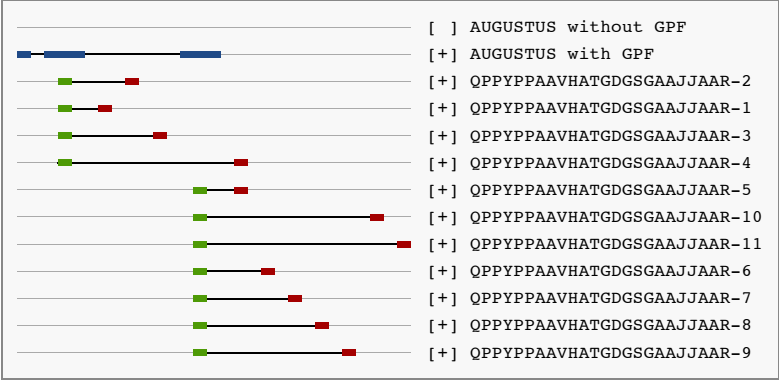 [ ] AUGUSTUS without GPF
[+] AUGUSTUS with GPF
[+] QPPYPPAAVHATGDGSGAAJJAAR-2
[+] QPPYPPAAVHATGDGSGAAJJAAR-1
[+] QPPYPPAAVHATGDGSGAAJJAAR-3
[+] QPPYPPAAVHATGDGSGAAJJAAR-4
[+] QPPYPPAAVHATGDGSGAAJJAAR-5
[+] QPPYPPAAVHATGDGSGAAJJAAR-10
[+] QPPYPPAAVHATGDGSGAAJJAAR-11
[+] QPPYPPAAVHATGDGSGAAJJAAR-6
[+] QPPYPPAAVHATGDGSGAAJJAAR-7
[+] QPPYPPAAVHATGDGSGAAJJAAR-8
[+] QPPYPPAAVHATGDGSGAAJJAAR-9